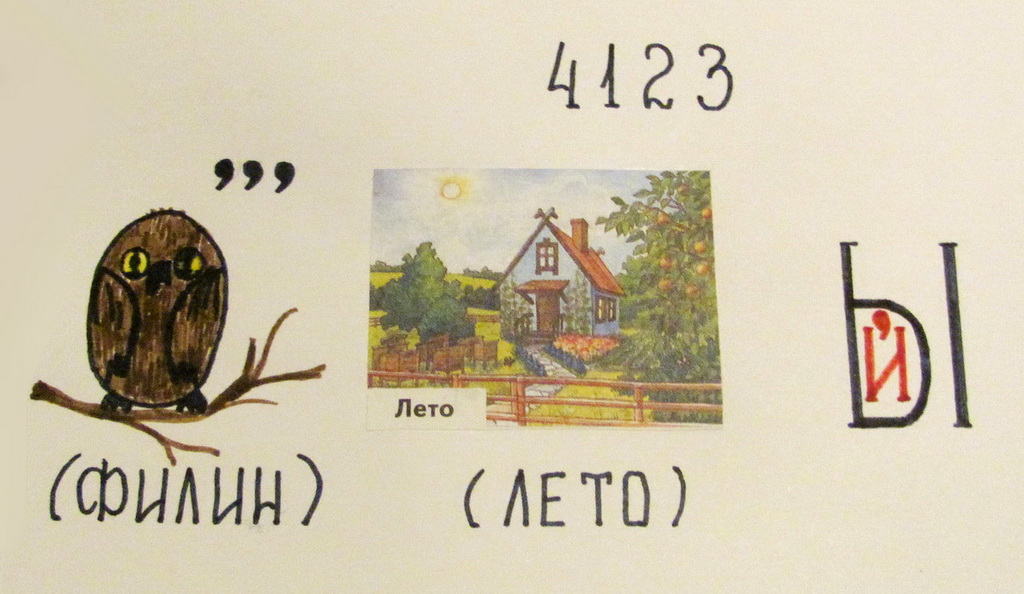 4123
,,,
Лето
Ы
Й
(ФИЛИН)
(ЛЕТО)